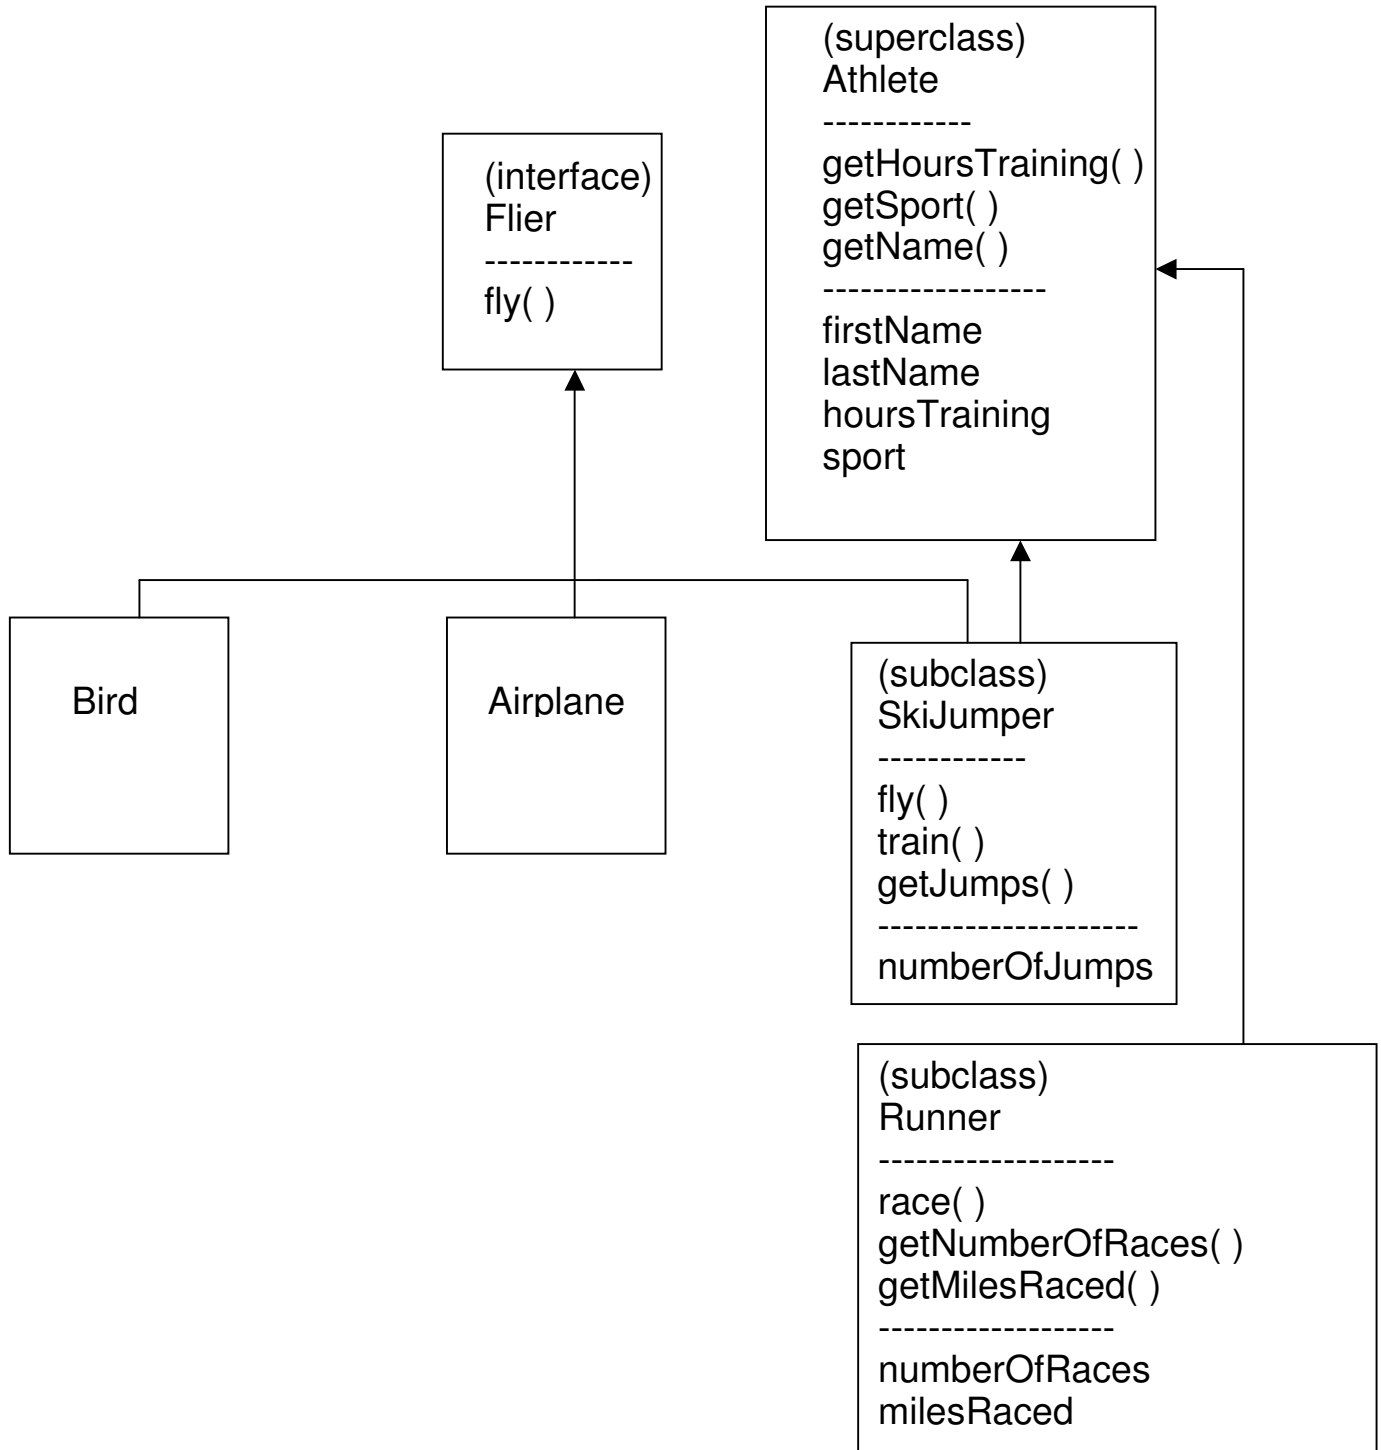 (superclass)
Athlete
------------
getHoursTraining( )
getSport( )
getName( )
------------------
firstName
lastName
hoursTraining
sport
(interface)
Flier
------------
fly( )
Bird
Airplane
(subclass)
SkiJumper
------------
fly( )
train( )
getJumps( )
---------------------
numberOfJumps
(subclass)
Runner
-------------------
race( )
getNumberOfRaces( )
getMilesRaced( )
-------------------
numberOfRaces
milesRaced